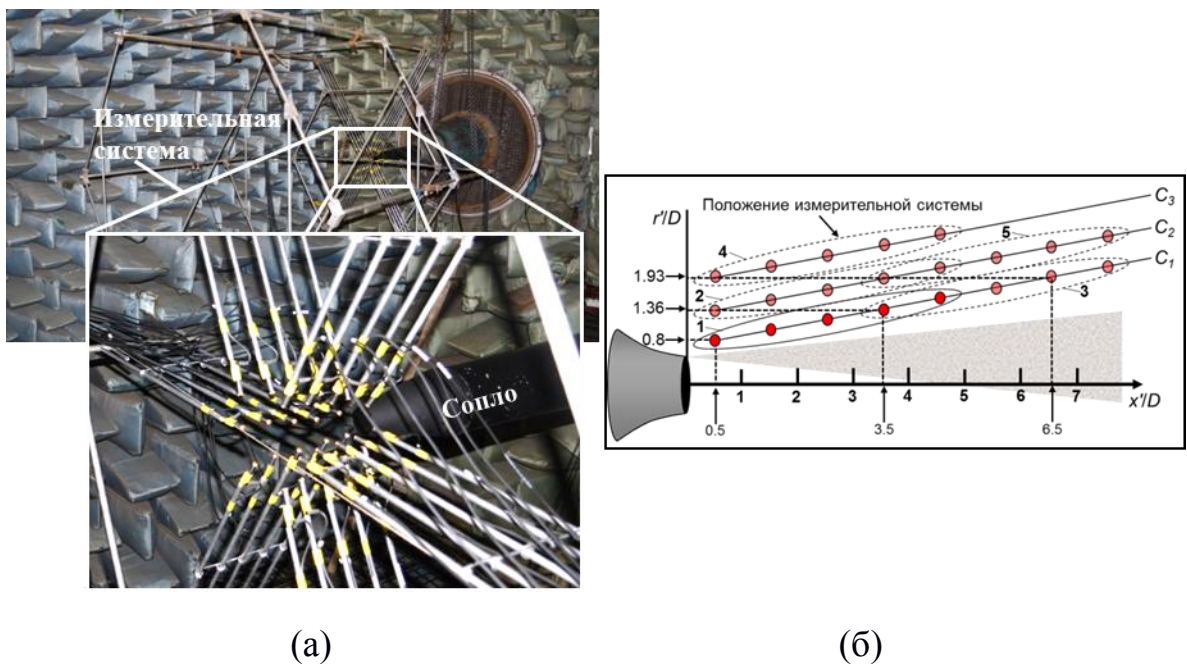 Измерительная
система
Сопло
r'/D
Положение измерительной системы
C₃
C₂
C₁
4
5
1.93
2
3
1.36
1
0.8
1 2 3 4 5 6 7
x'/D
0.5 3.5 6.5
(а) (б)